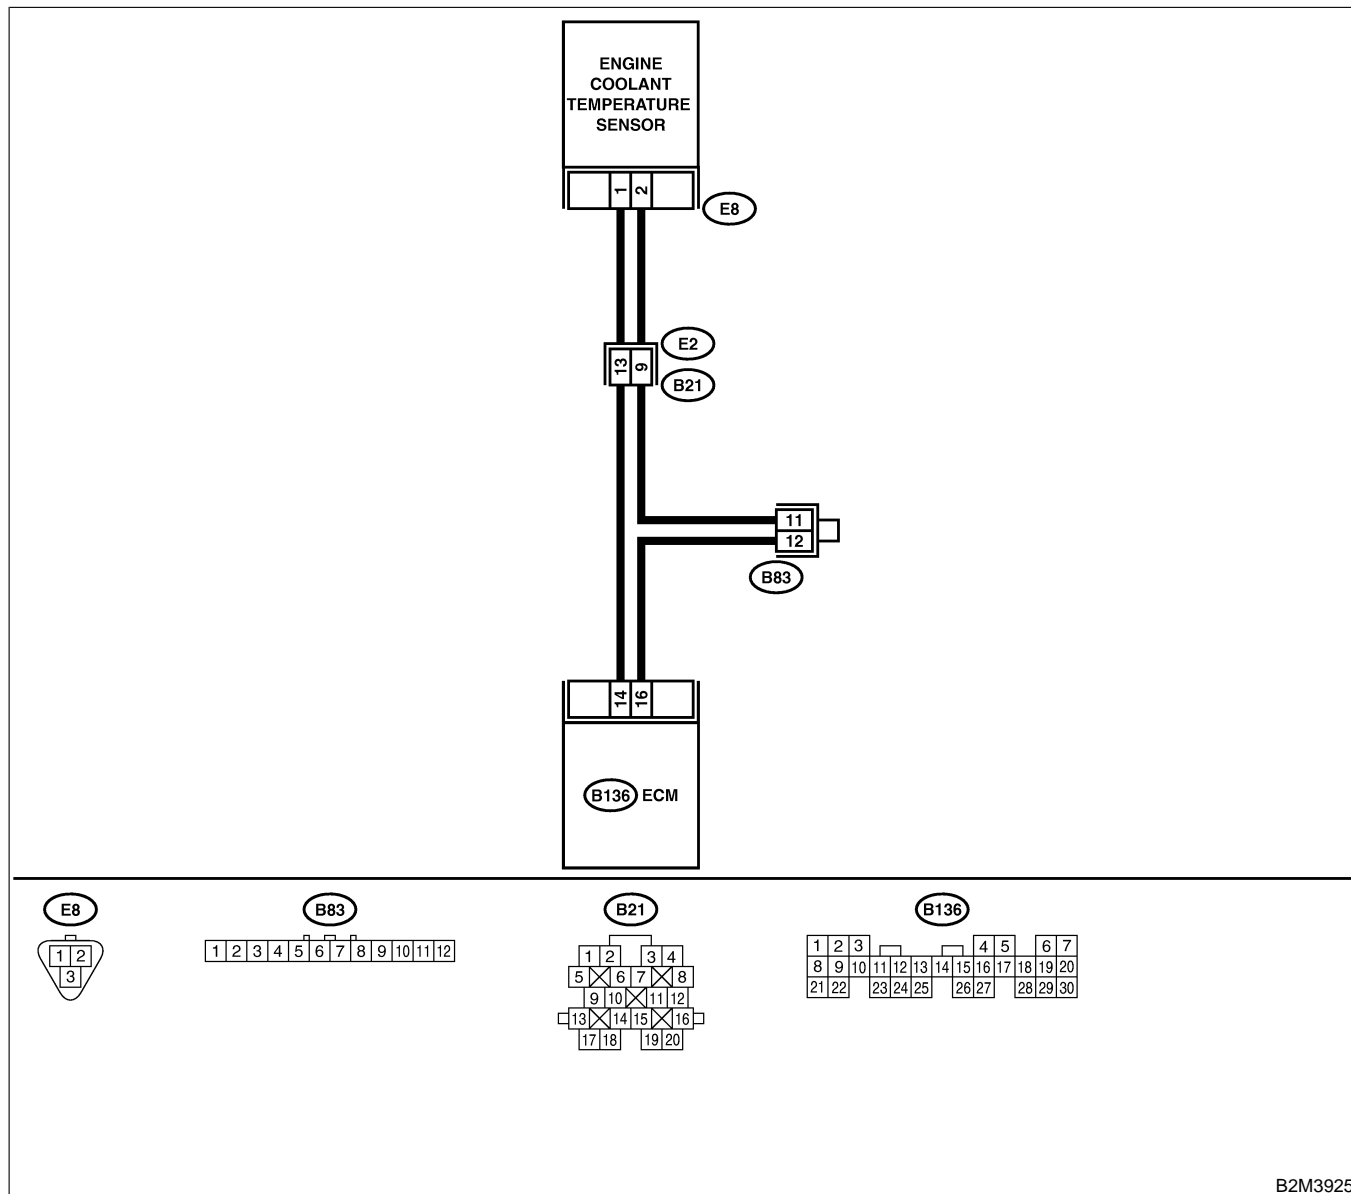 ENGINE
COOLANT
TEMPERATURE
SENSOR
1 2
E8
E2
13 9
B21
11
12
B83
14 16
B136 ECM
E8 B83 B21 B136
1 2
3
1 2 3 4 5 6 7 8 9 10 11 12
1 2 3 4
5 6 7 8
9 10 11 12
13 14 15 16
17 18 19 20
1 2 3 4 5 6 7
8 9 10 11 12 13 14 15 16 17 18 19 20
21 22 23 24 25 26 27 28 29 30
B2M3925